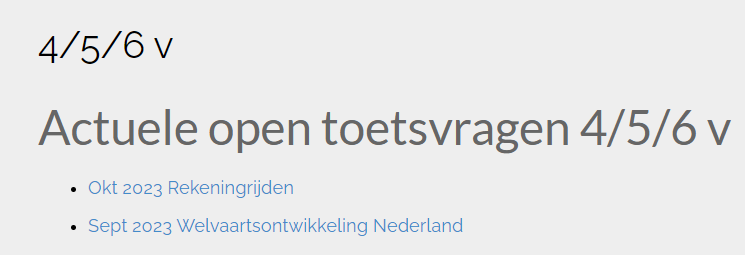 4/5/6 v
Actuele open toetsvragen 4/5/6 v
Okt 2023 Rekeningrijden
Sept 2023 Welvaartsontwikkeling Nederland